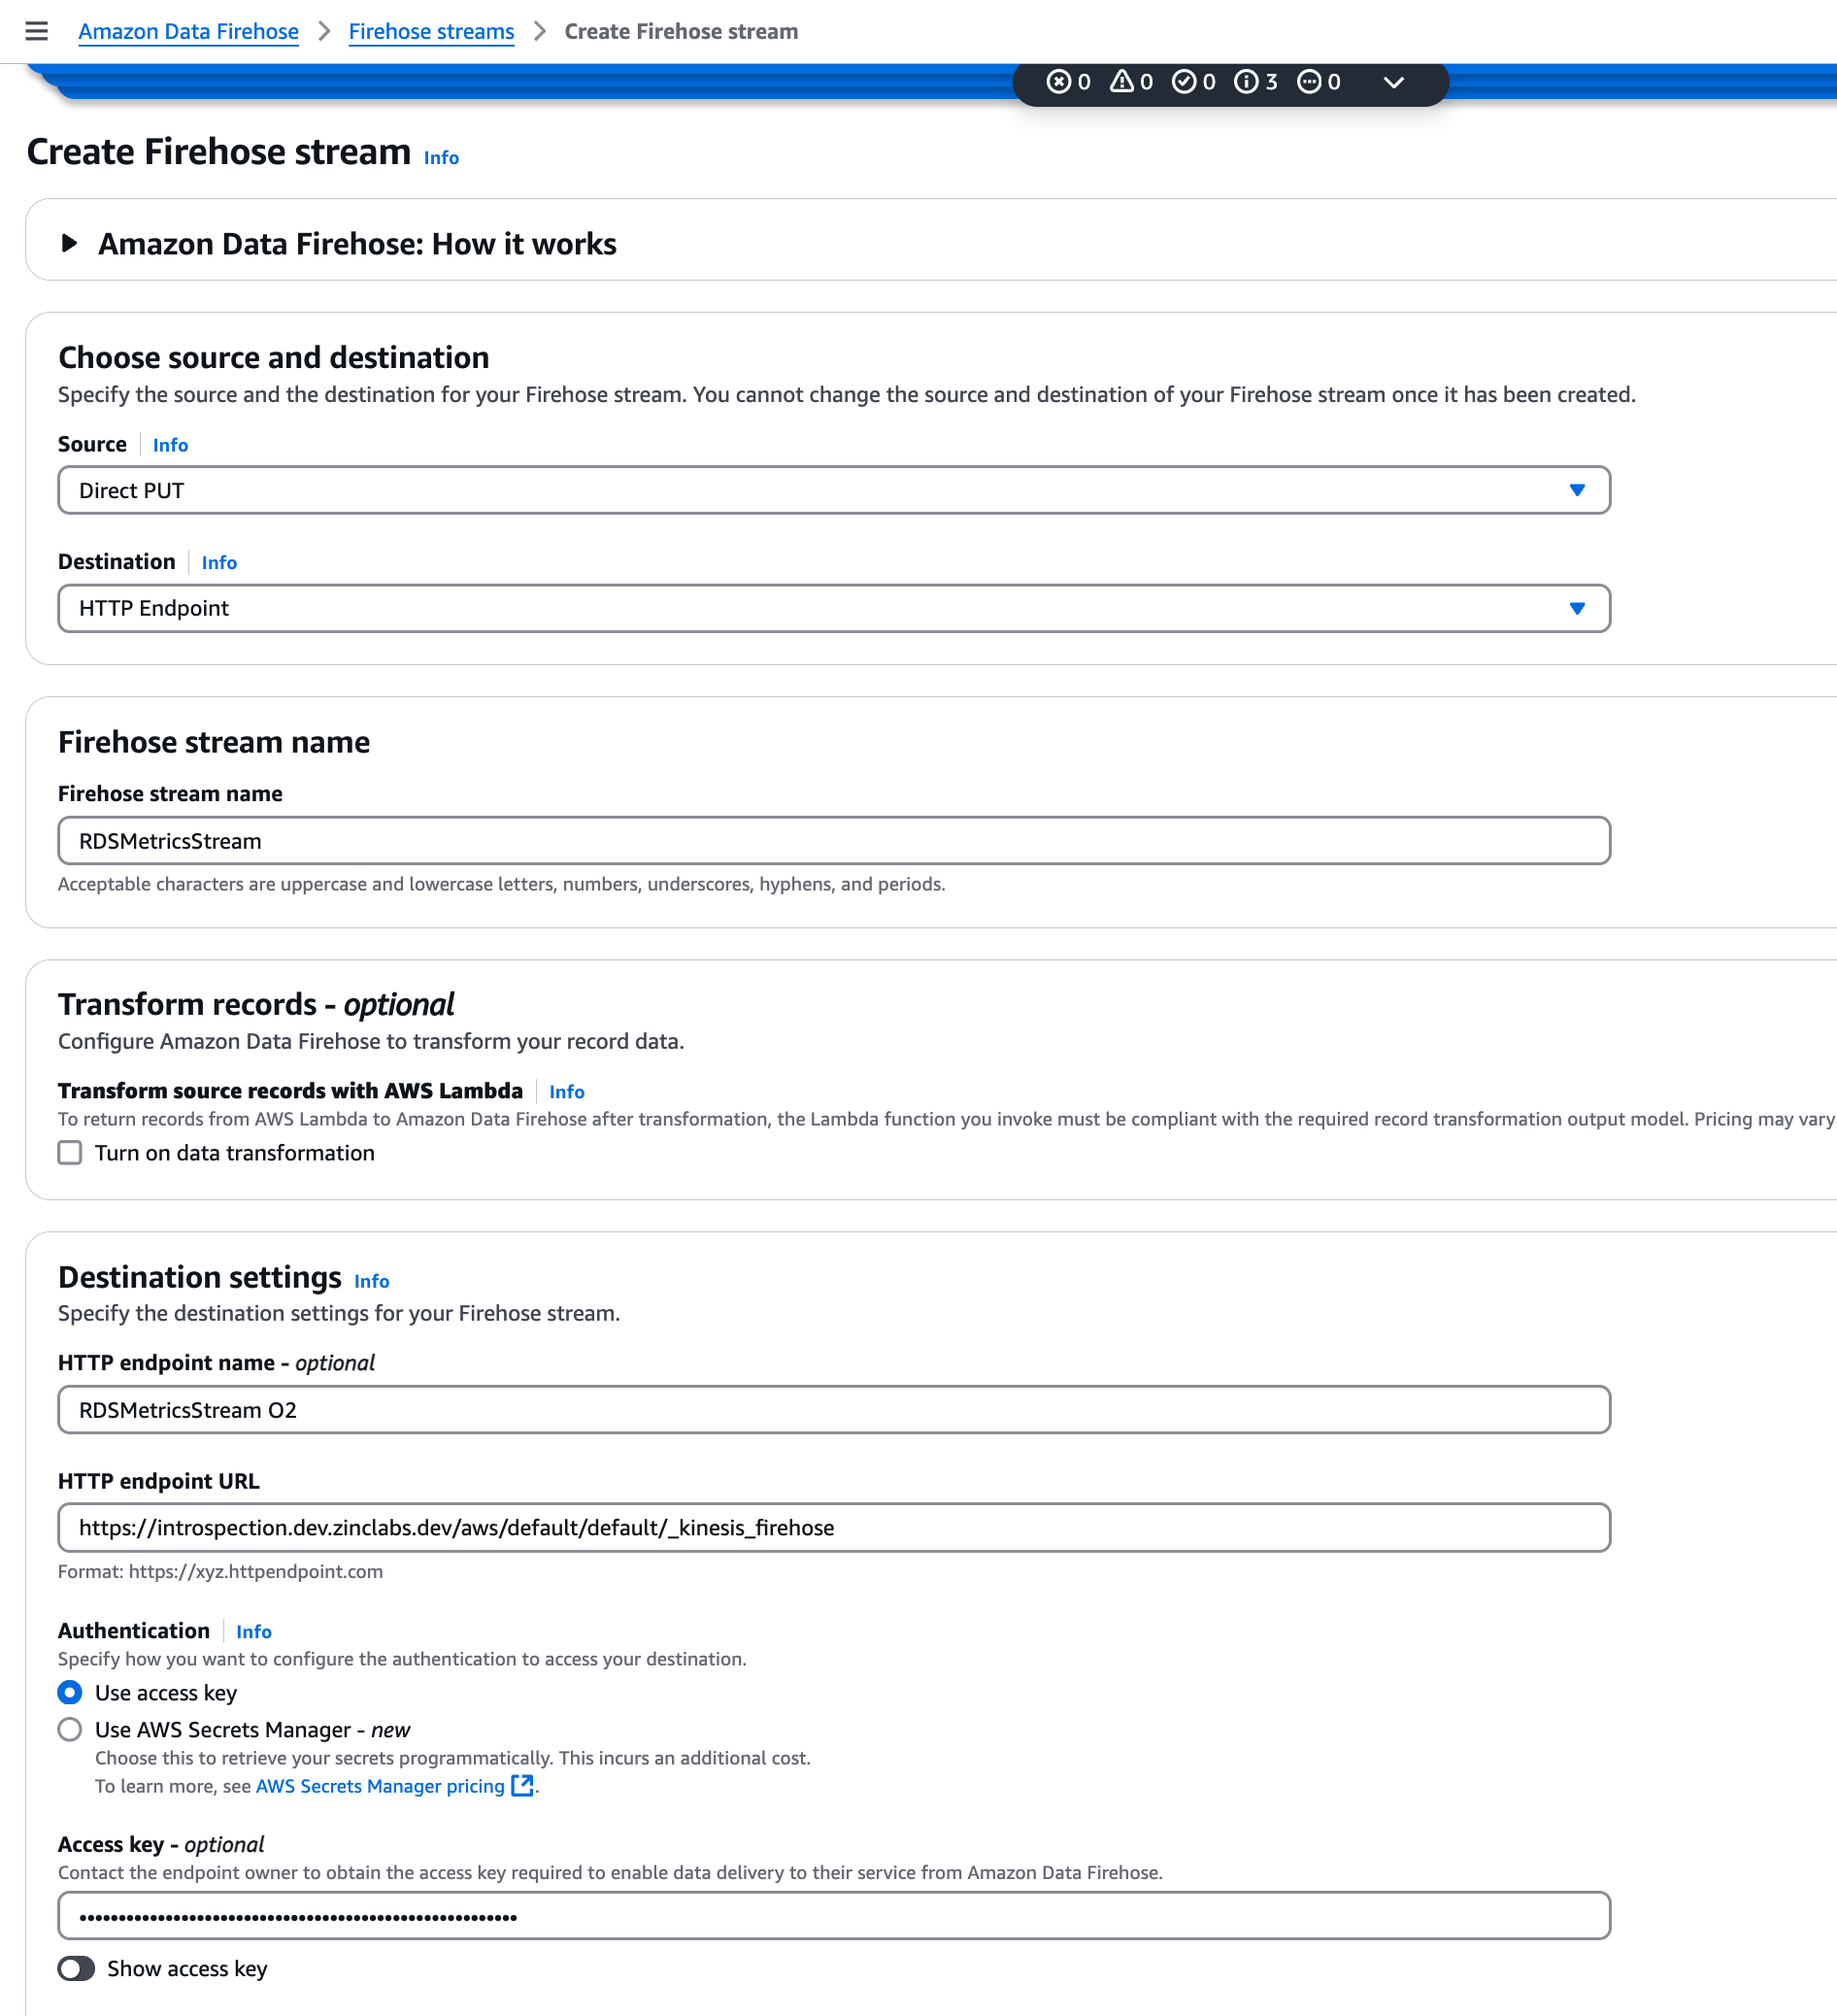 Amazon Data Firehose > Firehose streams > Create Firehose stream
0 0 0 3 0
Create Firehose stream Info
Amazon Data Firehose: How it works
Choose source and destination
Specify the source and the destination for your Firehose stream. You cannot change the source and destination of your Firehose stream once it has been created.
Source Info
Direct PUT
Destination Info
HTTP Endpoint
Firehose stream name
Firehose stream name
RDSMetricsStream
Acceptable characters are uppercase and lowercase letters, numbers, underscores, hyphens, and periods.
Transform records - optional
Configure Amazon Data Firehose to transform your record data.
Transform source records with AWS Lambda Info
To return records from AWS Lambda to Amazon Data Firehose after transformation, the Lambda function you invoke must be compliant with the required record transformation output model. Pricing may vary
Turn on data transformation
Destination settings Info
Specify the destination settings for your Firehose stream.
HTTP endpoint name - optional
RDSMetricsStream O2
HTTP endpoint URL
https://introspection.dev.zinclabs.dev/aws/default/default/_kinesis_firehose
Format: https://xyz.httpendpoint.com
Authentication Info
Specify how you want to configure the authentication to access your destination.
Use access key
Use AWS Secrets Manager - new
Choose this to retrieve your secrets programmatically. This incurs an additional cost.
To learn more, see AWS Secrets Manager pricing.
Access key - optional
Contact the endpoint owner to obtain the access key required to enable data delivery to their service from Amazon Data Firehose.
Show access key